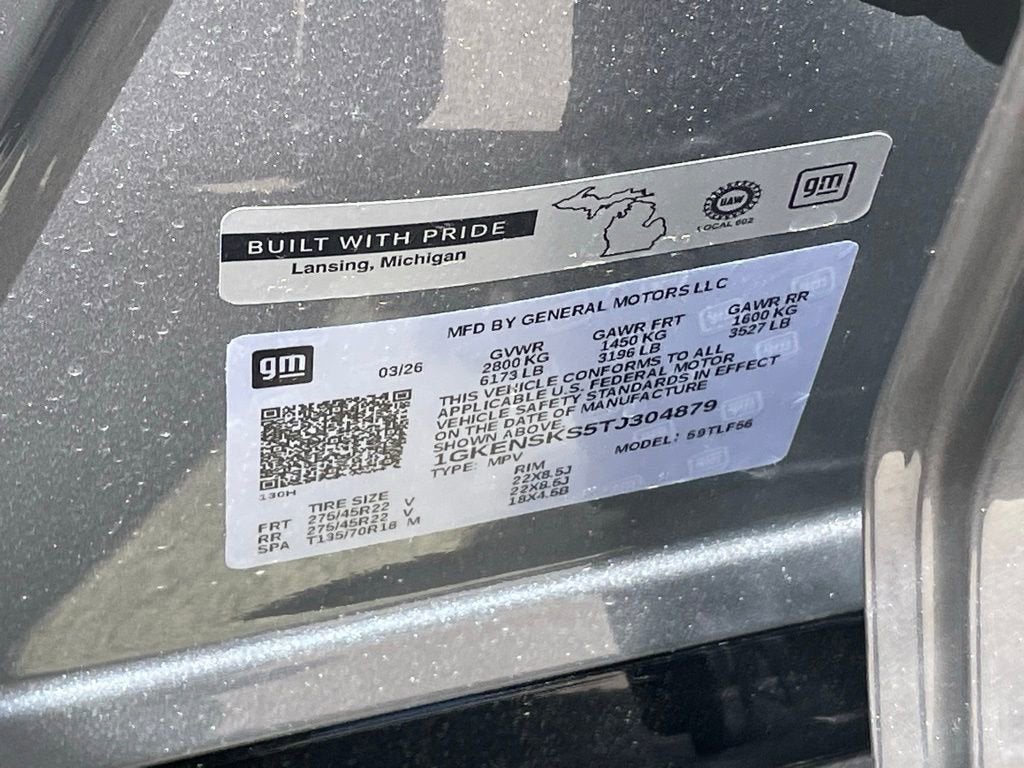 BUILT WITH PRIDE
Lansing, Michigan
UAW
LOCAL 602
gm
gm
03/26
MFD BY GENERAL MOTORS LLC
GVWR GAWR FRT GAWR RR
2800 KG 1450 KG 1600 KG
6173 LB 3196 LB 3527 LB
THIS VEHICLE CONFORMS TO ALL
APPLICABLE U.S. FEDERAL MOTOR
VEHICLE SAFETY STANDARDS IN EFFECT
ON THE DATE OF MANUFACTURE
SHOWN ABOVE.
1GKENSKS5TJ304879
TYPE: MPV MODEL: 59TLF56
130H
TIRE SIZE RIM
FRT 275/45R22 V 22X8.5J
RR 275/45R22 V 22X8.5J
SPA T135/70R18 M 18X4.5B